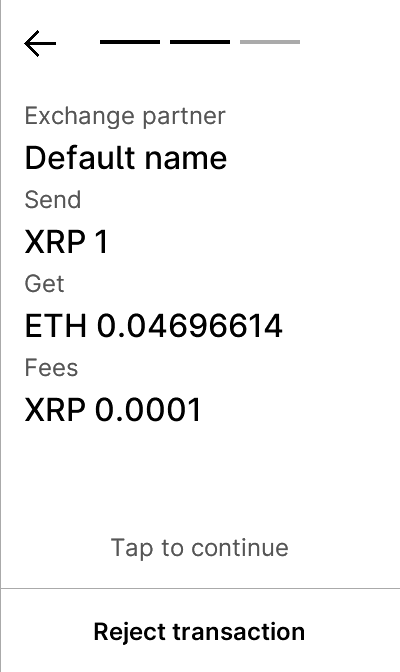 Exchange partner
Default name
Send
XRP 1
Get
ETH 0.04696614
Fees
XRP 0.0001
Tap to continue
Reject transaction